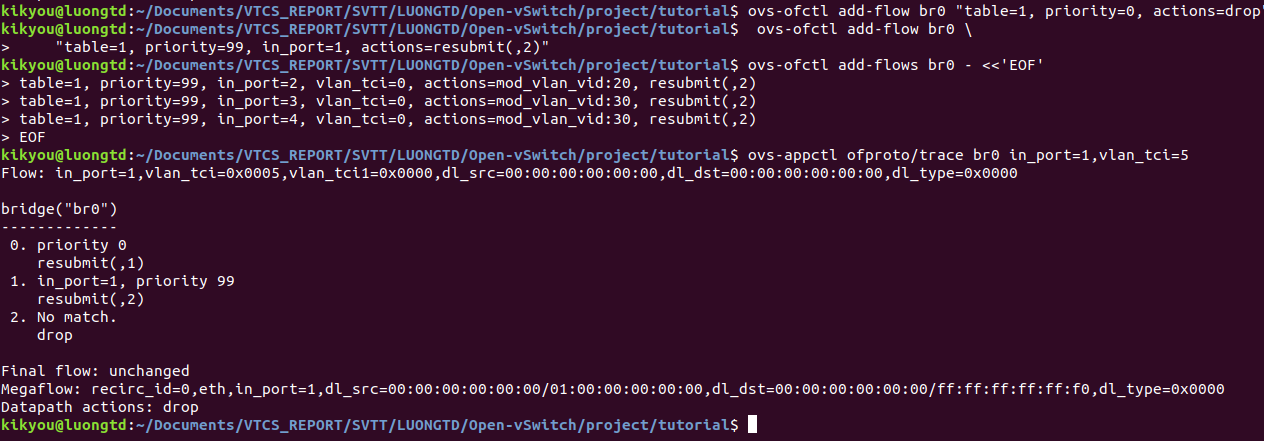 kikyou@luongtd:~/Documents/VTCS_REPORT/SVTT/LUONGTD/Open-vSwitch/project/tutorial$ ovs-ofctl add-flow br0 "table=1, priority=0, actions=drop"
kikyou@luongtd:~/Documents/VTCS_REPORT/SVTT/LUONGTD/Open-vSwitch/project/tutorial$  ovs-ofctl add-flow br0 \
>     "table=1, priority=99, in_port=1, actions=resubmit(,2)"
kikyou@luongtd:~/Documents/VTCS_REPORT/SVTT/LUONGTD/Open-vSwitch/project/tutorial$ ovs-ofctl add-flows br0 - <<'EOF'
> table=1, priority=99, in_port=2, vlan_tci=0, actions=mod_vlan_vid:20, resubmit(,2)
> table=1, priority=99, in_port=3, vlan_tci=0, actions=mod_vlan_vid:30, resubmit(,2)
> table=1, priority=99, in_port=4, vlan_tci=0, actions=mod_vlan_vid:30, resubmit(,2)
> EOF
kikyou@luongtd:~/Documents/VTCS_REPORT/SVTT/LUONGTD/Open-vSwitch/project/tutorial$ ovs-appctl ofproto/trace br0 in_port=1,vlan_tci=5
Flow: in_port=1,vlan_tci=0x0005,vlan_tci1=0x0000,dl_src=00:00:00:00:00:00,dl_dst=00:00:00:00:00:00,dl_type=0x0000
bridge("br0")
-------------
 0. priority 0
    resubmit(,1)
 1. in_port=1, priority 99
    resubmit(,2)
 2. No match.
    drop
Final flow: unchanged
Megaflow: recirc_id=0,eth,in_port=1,dl_src=00:00:00:00:00:00/01:00:00:00:00:00,dl_dst=00:00:00:00:00:00/ff:ff:ff:ff:ff:f0,dl_type=0x0000
Datapath actions: drop
kikyou@luongtd:~/Documents/VTCS_REPORT/SVTT/LUONGTD/Open-vSwitch/project/tutorial$